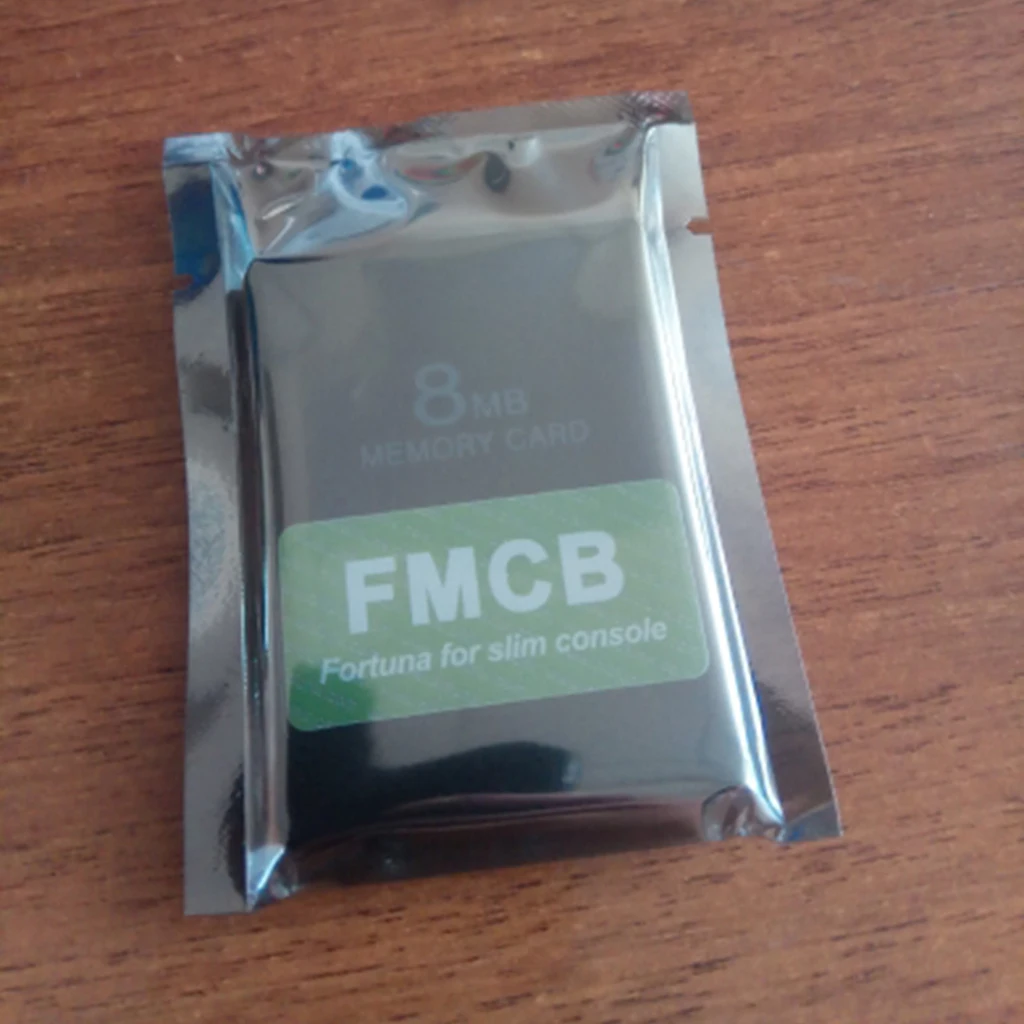 8MB
MEMORY CARD
FMCB
Fortuna for slim console